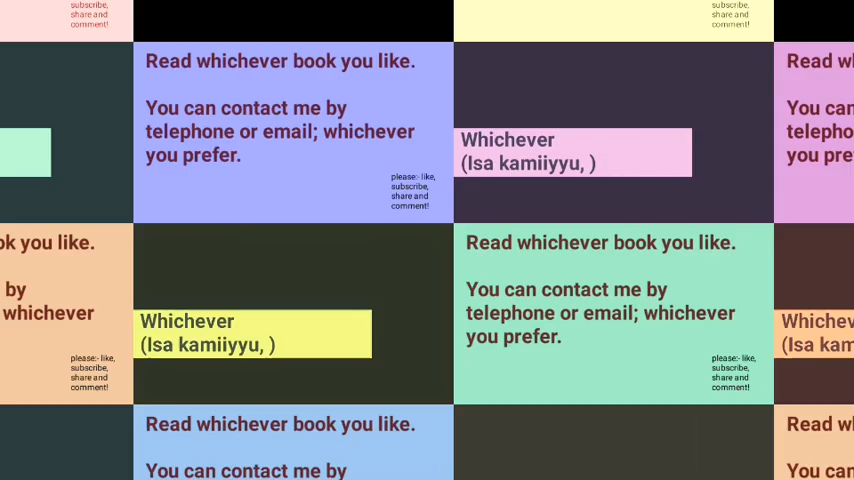 subscribe,
share and
comment!
subscribe,
share and
comment!
Read whichever book you like.
You can contact me by
telephone or email; whichever
you prefer.
please:- like,
subscribe,
share and
comment!
Whichever
(Isa kamiiyyu, )
Read wh
You can
telepho
you pre
ok you like.
by
whichever
please:- like,
subscribe,
share and
comment!
Whichever
(Isa kamiiyyu, )
Read whichever book you like.
You can contact me by
telephone or email; whichever
you prefer.
please:- like,
subscribe,
share and
comment!
Whichev
(Isa kam
Read whichever book you like.
You can contact me by
Read wh
You can